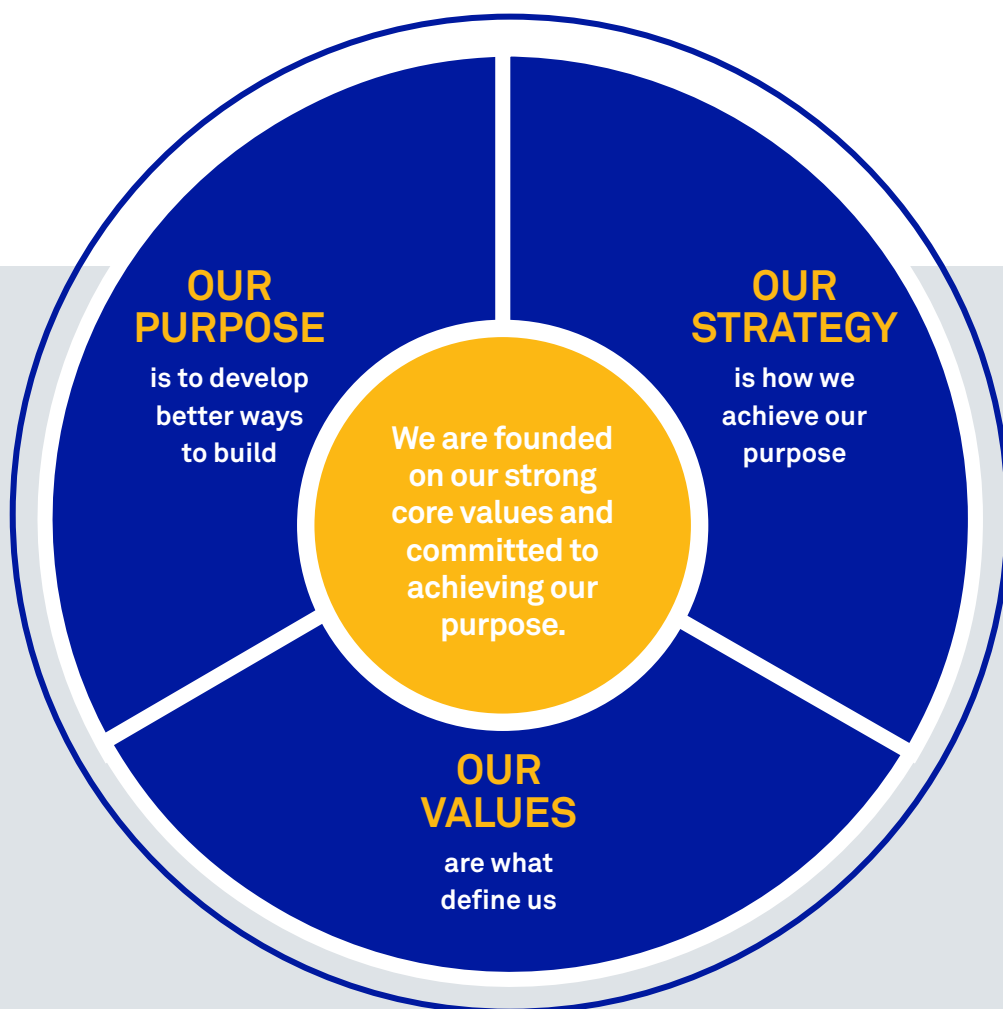 OUR
PURPOSE
is to develop
better ways
to build
OUR
STRATEGY
is how we
achieve our
purpose
We are founded
on our strong
core values and
committed to
achieving our
purpose.
OUR
VALUES
are what
define us